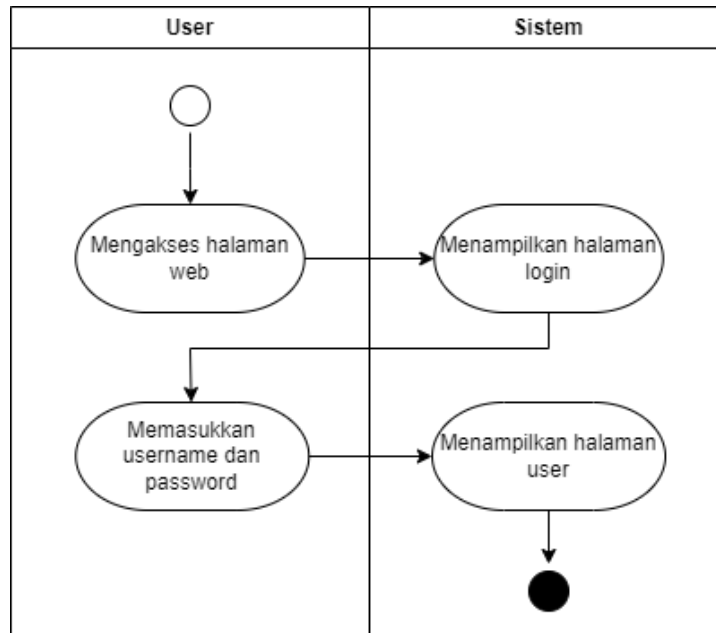 User
Sistem
Mengakses halaman
web
Menampilkan halaman
login
Memasukkan
username dan
password
Menampilkan halaman
user